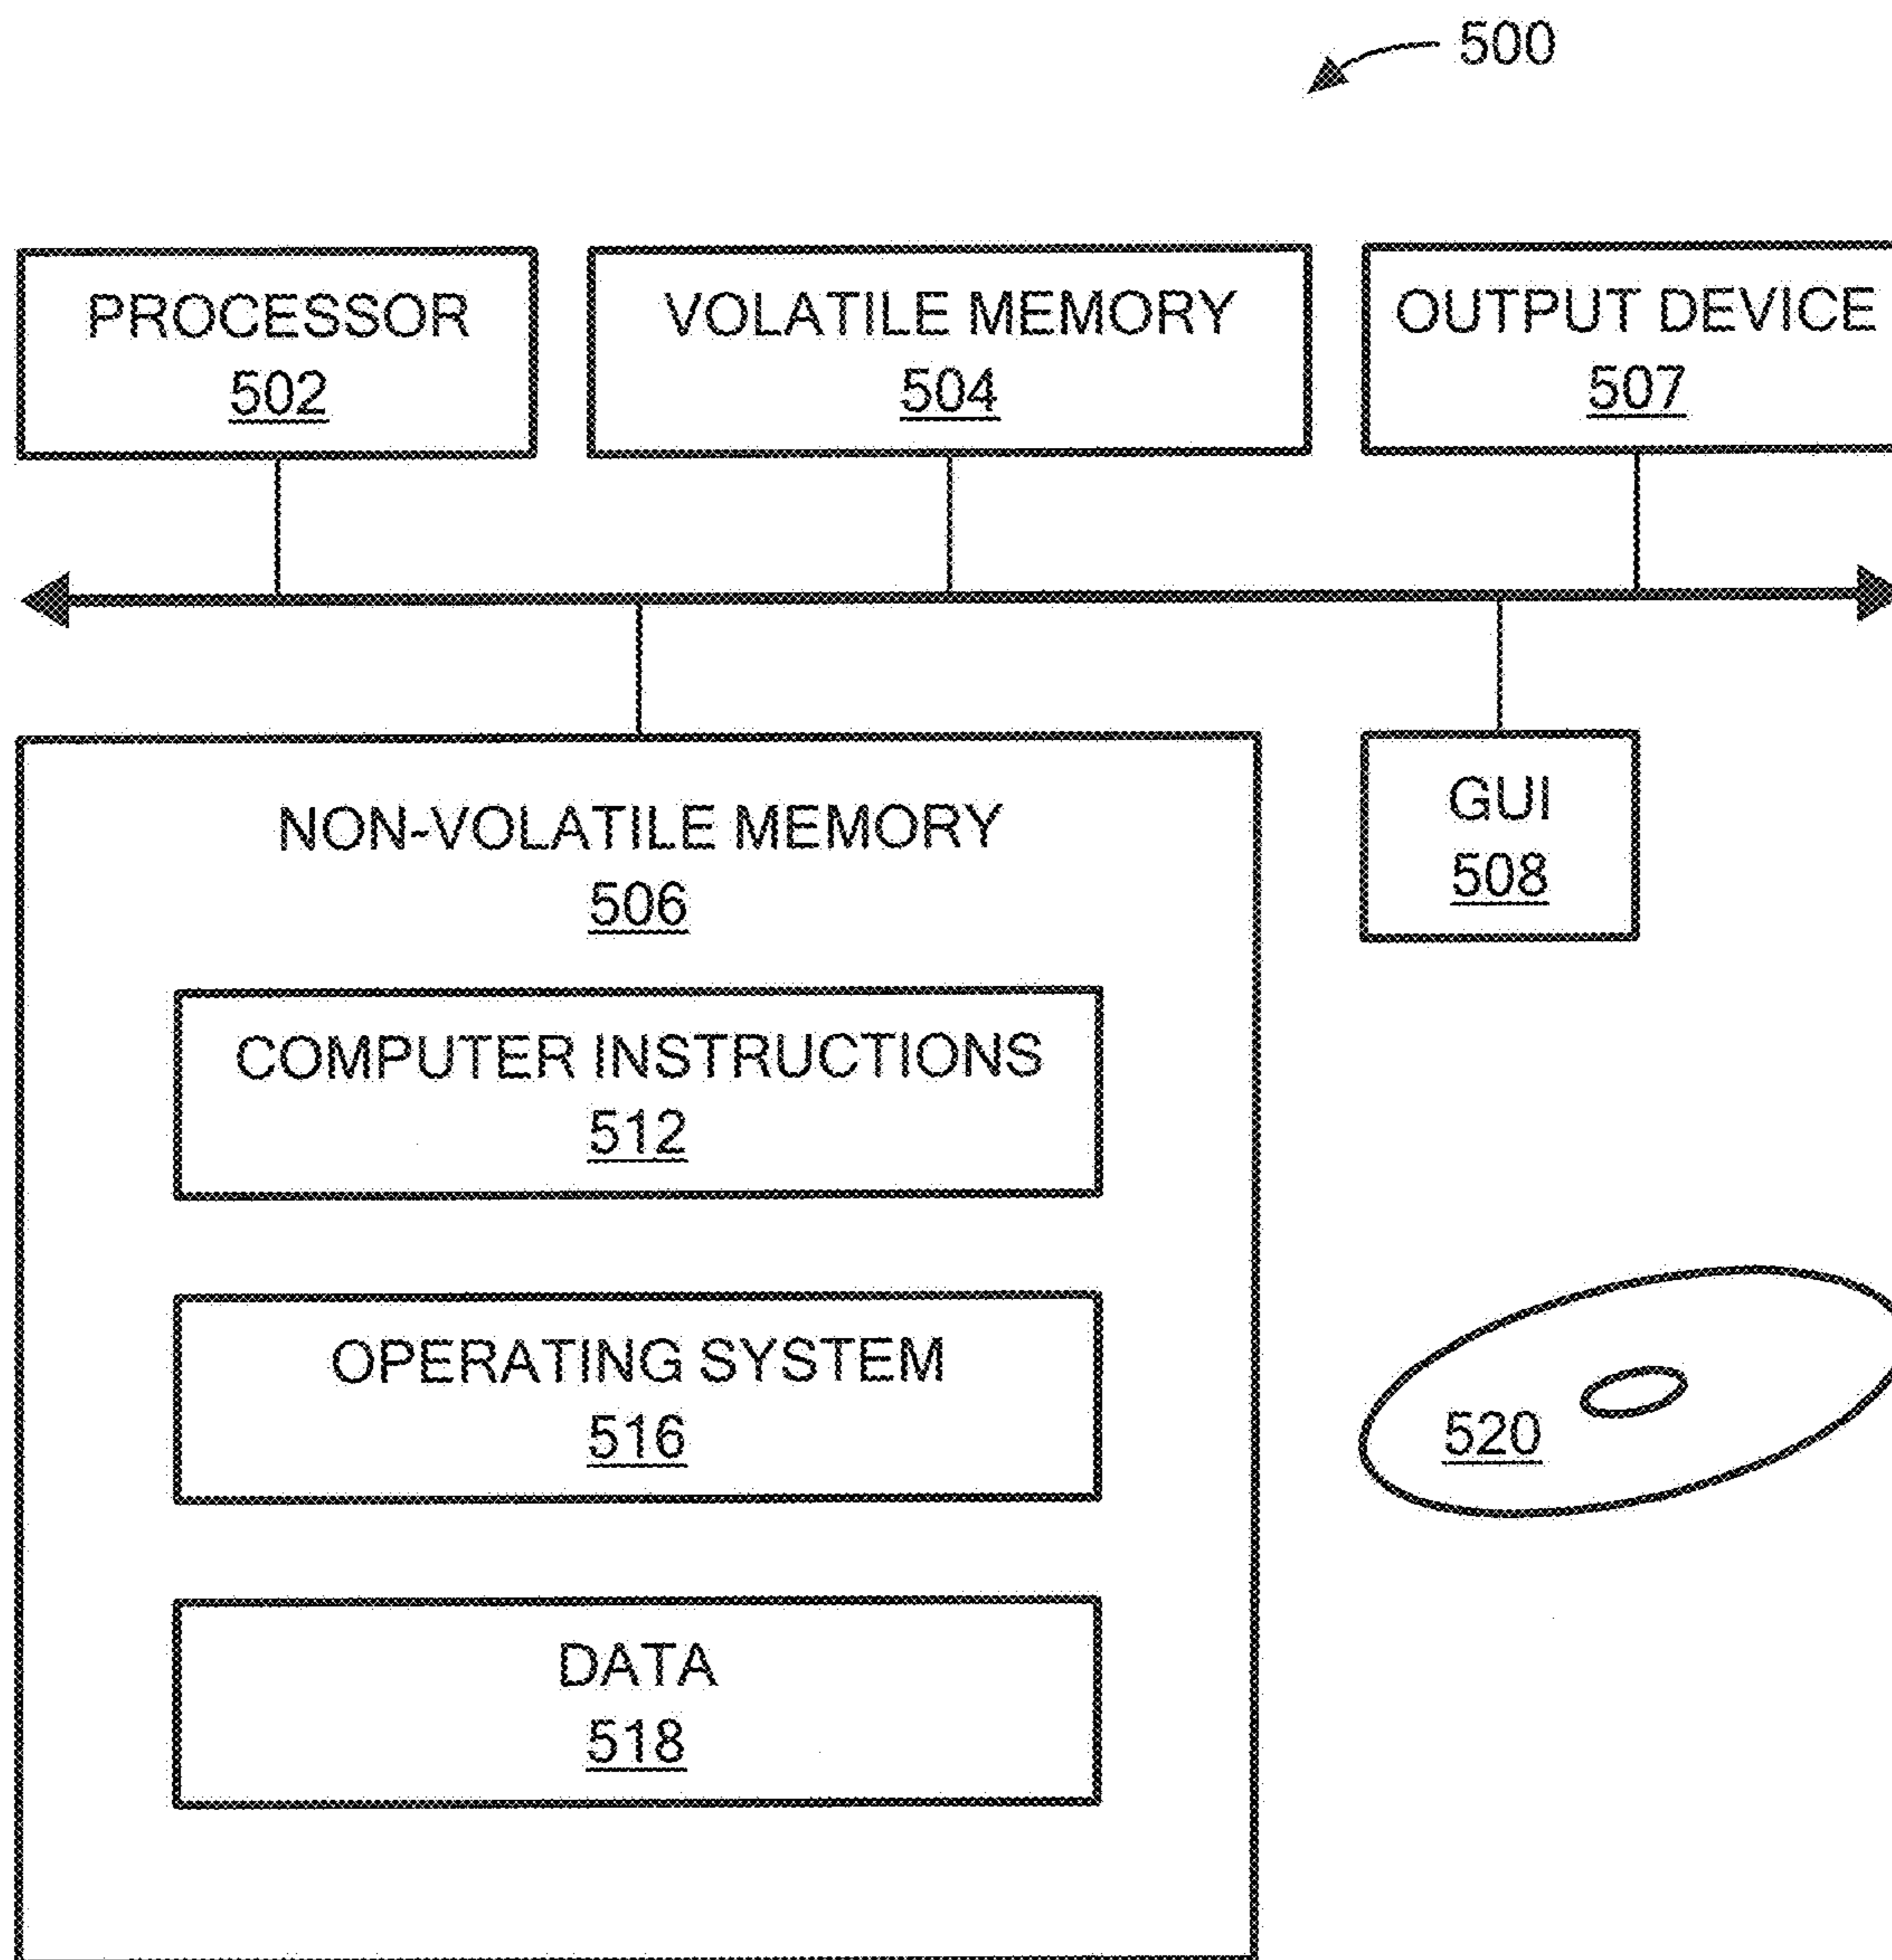 500
PROCESSOR
502
VOLATILE MEMORY
504
OUTPUT DEVICE
507
NON-VOLATILE MEMORY
506
GUI
508
COMPUTER INSTRUCTIONS
512
OPERATING SYSTEM
516
520
DATA
518